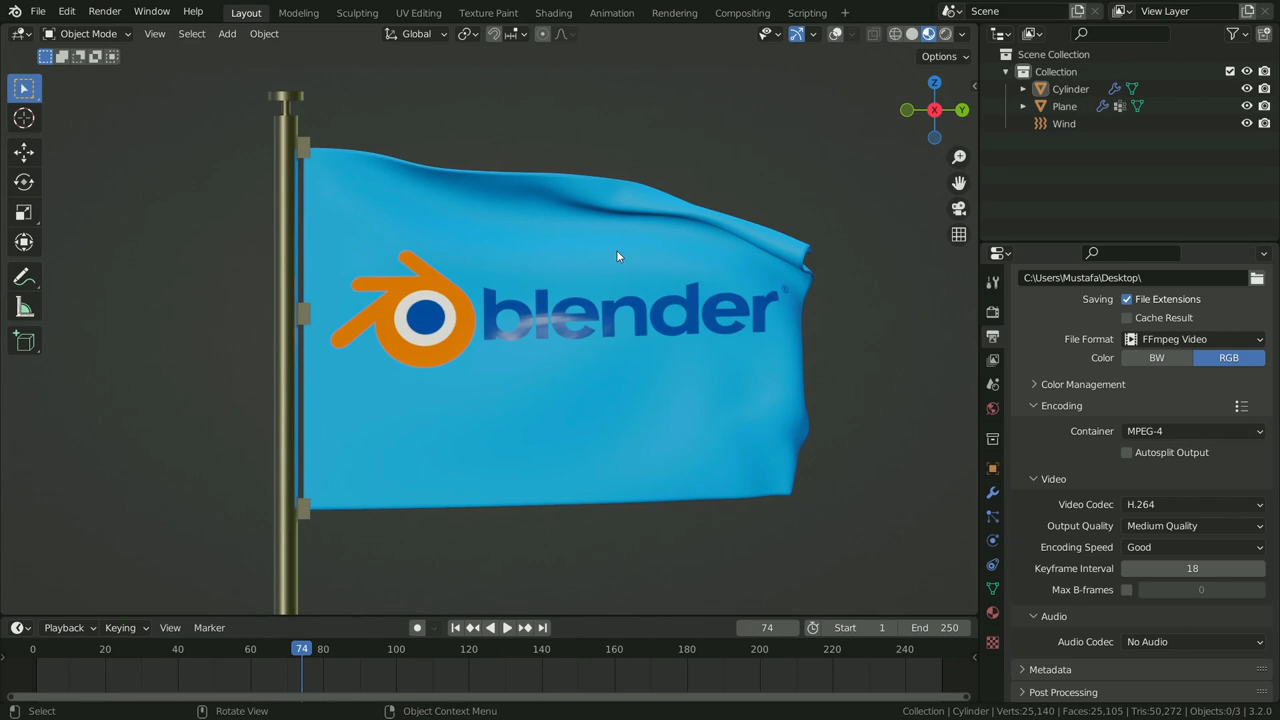 File Edit Render Window Help Layout Modeling Sculpting UV Editing Texture Paint Shading Animation Rendering Compositing Scripting + Scene View Layer
Object Mode View Select Add Object Global
Options
Scene Collection
Collection
Cylinder
Plane
Wind
Z
X
Y
blender®
C:\Users\Mustafa\Desktop\
Saving File Extensions
Cache Result
File Format FFmpeg Video
Color BW RGB
Color Management
Encoding
Container MPEG-4
Autosplit Output
Video
Video Codec H.264
Output Quality Medium Quality
Encoding Speed Good
Keyframe Interval 18
Max B-frames 0
Audio
Audio Codec No Audio
Metadata
Post Processing
Playback Keying View Marker 74 Start 1 End 250
0 74 80 20 40 60 100 120 140 160 180 200 220 240
Select Rotate View Object Context Menu Collection | Cylinder | Verts:25,140 | Faces:25,105 | Tris:50,272 | Objects:0/3 | 3.2.0